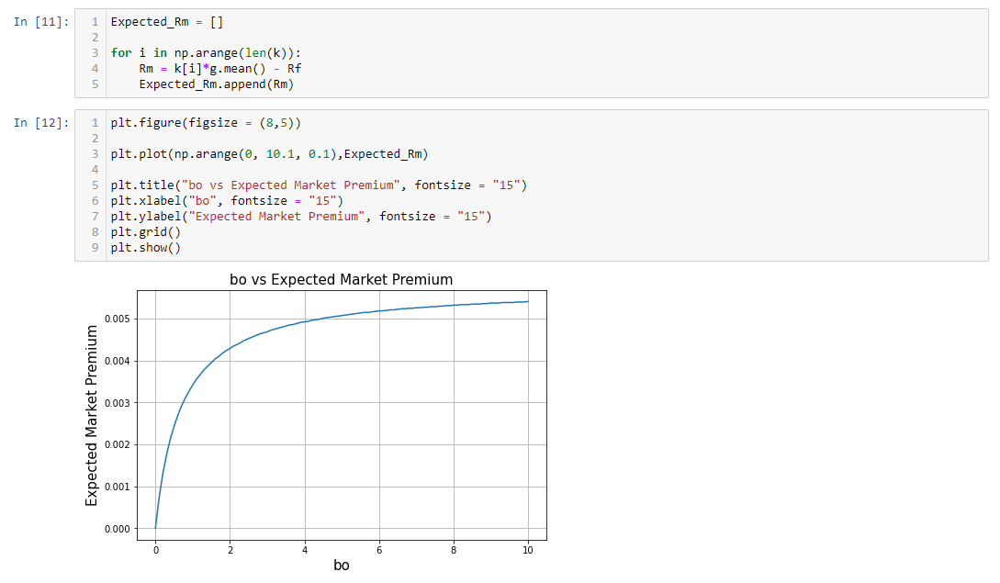 In [11]:
1 Expected_Rm = []
2
3 for i in np.arange(len(k)):
4     Rm = k[i]*g.mean() - Rf
5     Expected_Rm.append(Rm)
In [12]:
1 plt.figure(figsize = (8,5))
2
3 plt.plot(np.arange(0, 10.1, 0.1),Expected_Rm)
4
5 plt.title("bo vs Expected Market Premium", fontsize = "15")
6 plt.xlabel("bo", fontsize = "15")
7 plt.ylabel("Expected Market Premium", fontsize = "15")
8 plt.grid()
9 plt.show()
bo vs Expected Market Premium
Expected Market Premium
0.005
0.004
0.003
0.002
0.001
0.000
0 2 4 6 8 10
bo